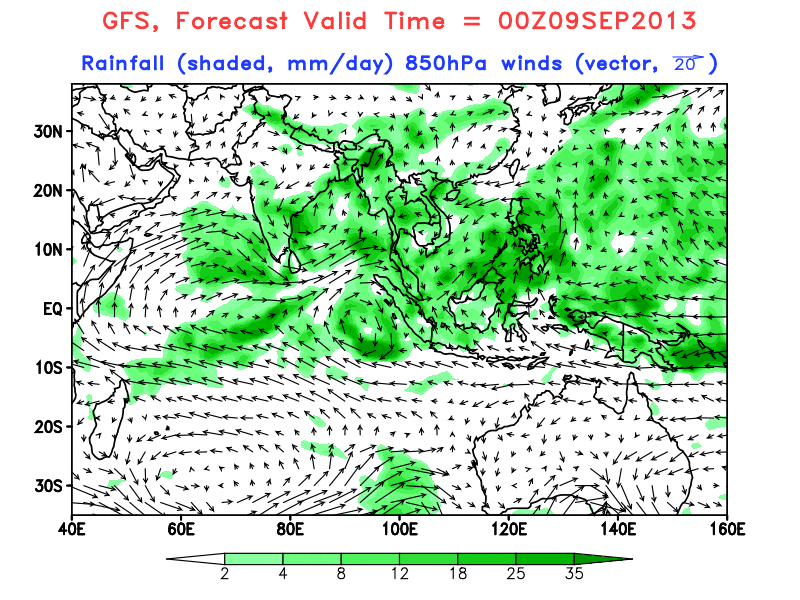 GFS, Forecast Valid Time = 00Z09SEP2013
Rainfall (shaded, mm/day) 850hPa winds (vector, 20 )
30N
20N
10N
EQ
10S
20S
30S
40E 60E 80E 100E 120E 140E 160E
2 4 8 12 18 25 35